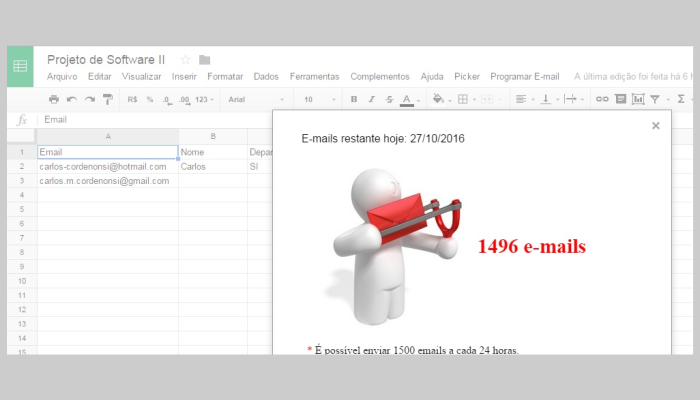 Projeto de Software II
Arquivo Editar Visualizar Inserir Formatar Dados Ferramentas Complementos Ajuda Picker Programar E-mail A última edição foi feita há 6 h
R$ % .0 .00 123 Arial 10 B I S A Σ
fx Email
A B
1 Email Nome Depar
2 carlos-cordenonsi@hotmail.com Carlos SI
3 carlos.m.cordenonsi@gmail.com
4
5
6
7
8
9
10
11
12
13
14
15
E-mails restante hoje: 27/10/2016
1496 e-mails
* É possível enviar 1500 emails a cada 24 horas.